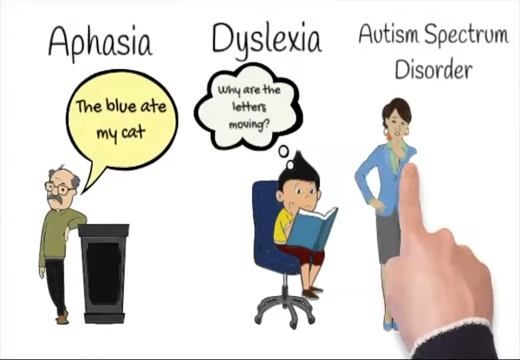 Aphasia
Dyslexia
Autism Spectrum
Disorder
The blue ate
my cat
Why are the
letters
moving?